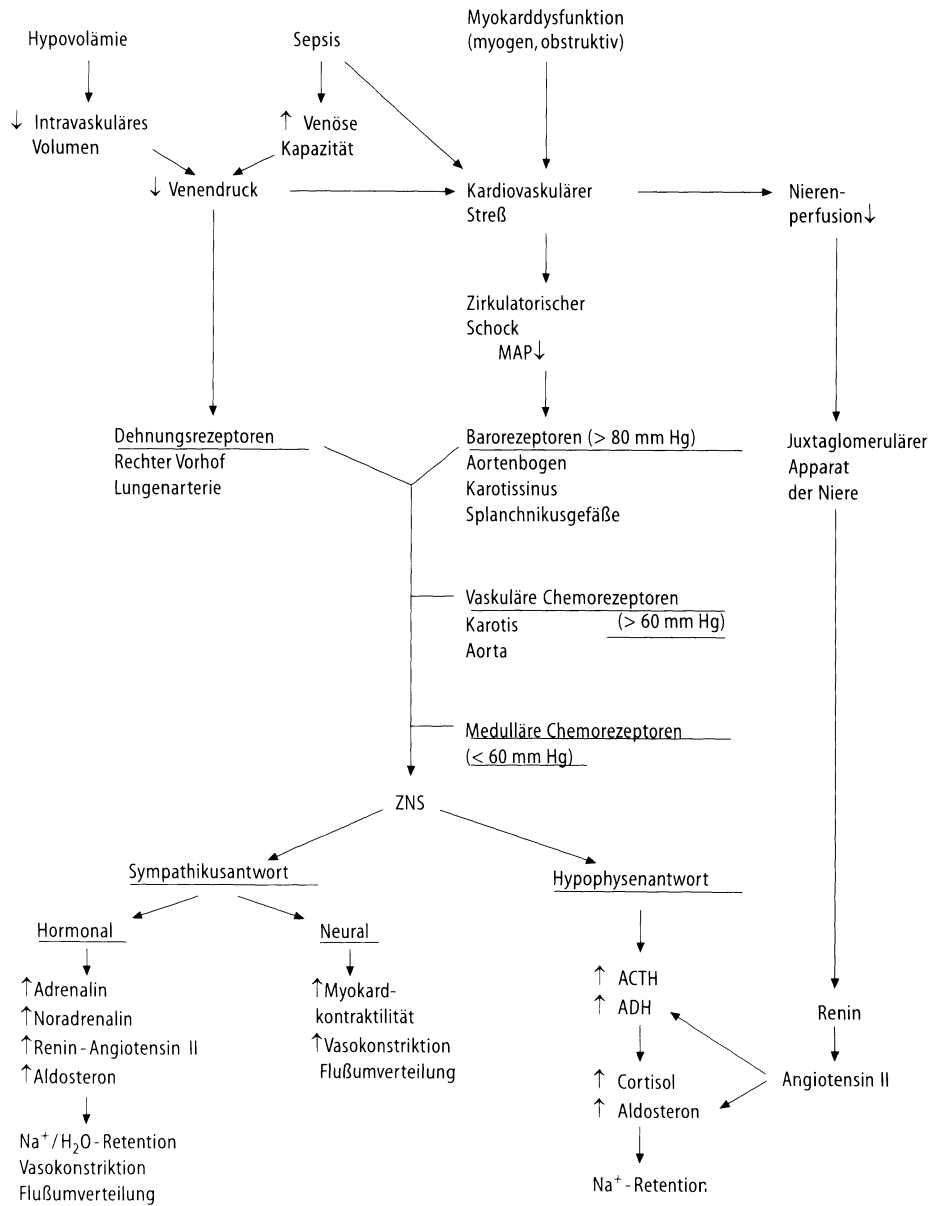 Hypovolämie
Sepsis
Myokarddysfunktion
(myogen, obstruktiv)
↓ Intravaskuläres
Volumen
↑ Venöse
Kapazität
↓ Venendruck
Kardiovaskulärer
Streß
Nieren-
perfusion↓
Zirkulatorischer
Schock
MAP↓
Dehnungsrezeptoren
Rechter Vorhof
Lungenarterie
Barorezeptoren (> 80 mm Hg)
Aortenbogen
Karotissinus
Splanchnikusgefäße
Juxtaglomerulärer
Apparat
der Niere
Vaskuläre Chemorezeptoren
(> 60 mm Hg)
Karotis
Aorta
Medulläre Chemorezeptoren
(< 60 mm Hg)
ZNS
Sympathikusantwort
Hypophysenantwort
Hormonal
Neural
↑Adrenalin
↑Noradrenalin
↑Renin-Angiotensin II
↑Aldosteron
↑Myokard-
kontraktilität
↑Vasokonstriktion
Flußumverteilung
↑ ACTH
↑ ADH
Renin
↑ Cortisol
↑ Aldosteron
Angiotensin II
Na⁺/H₂O-Retention
Vasokonstriktion
Flußumverteilung
Na⁺-Retention